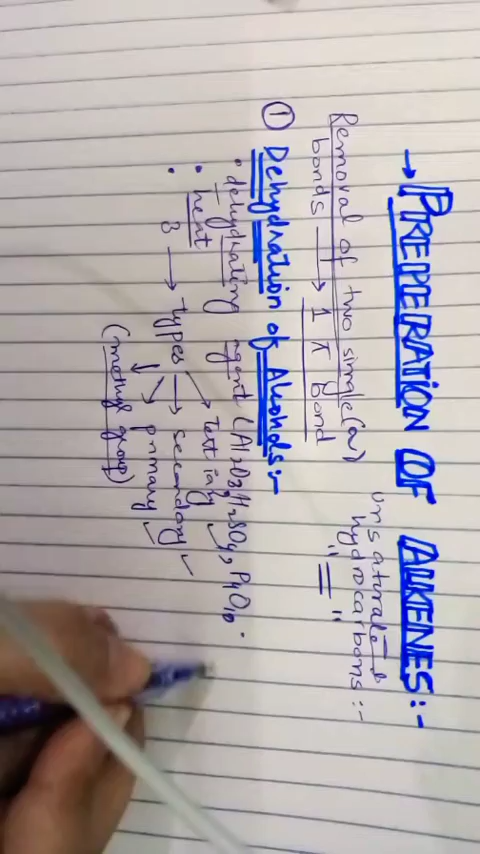 → PREPERATION OF ALKENES:-
unsaturated
hydrocarbons :-
"="
Removal of two single (σ)
bonds → 1 π bond
① Dehydration of Alcohols:-
• dehydrating agent (Al2O3, H2SO4, P4O10.
• heat
• 3 → types → Tertiary ✓
→ secondary ✓
→ primary ✓
(methyl group)